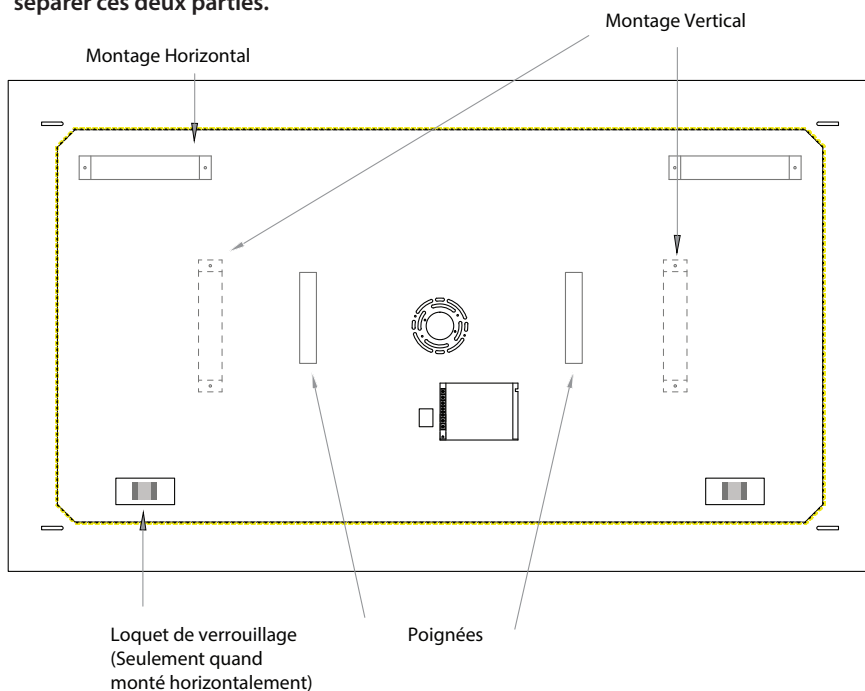 séparer ces deux parties.
Montage Vertical
Montage Horizontal
Loquet de verrouillage
(Seulement quand
monté horizontalement)
Poignées